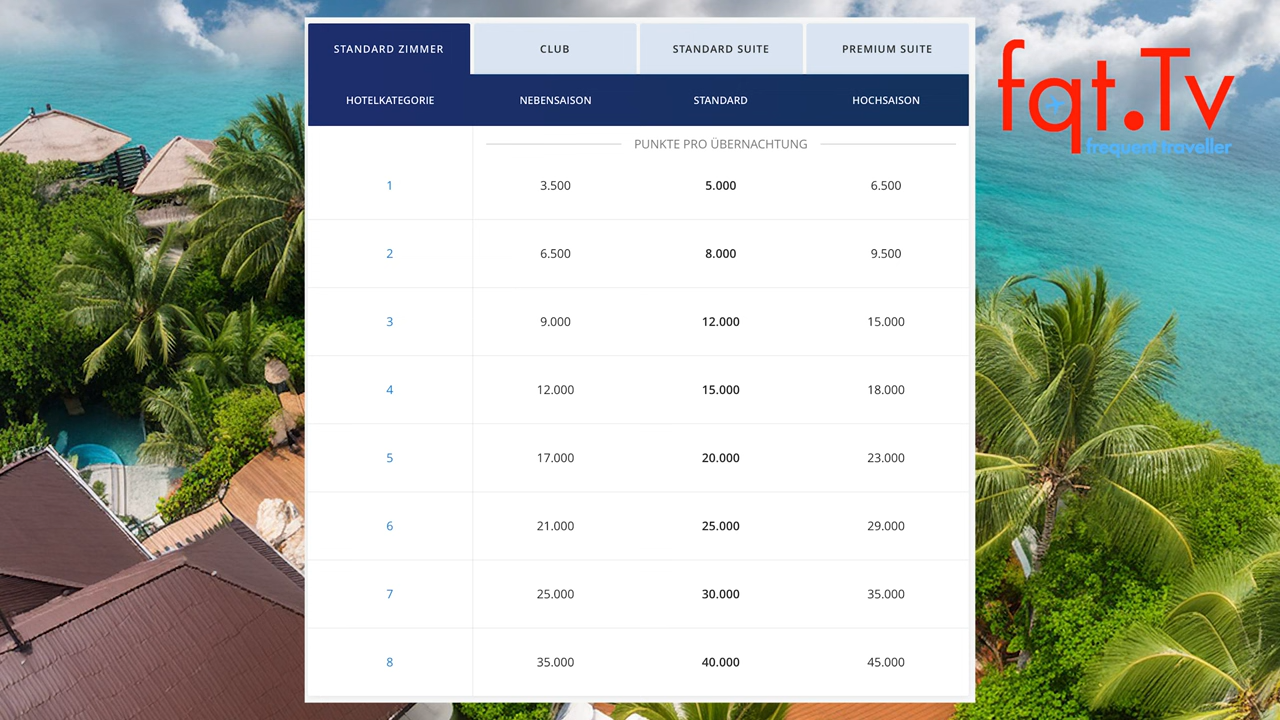 STANDARD ZIMMER CLUB STANDARD SUITE PREMIUM SUITE
HOTELKATEGORIE NEBENSAISON STANDARD HOCHSAISON
PUNKTE PRO ÜBERNACHTUNG
1 3.500 5.000 6.500
2 6.500 8.000 9.500
3 9.000 12.000 15.000
4 12.000 15.000 18.000
5 17.000 20.000 23.000
6 21.000 25.000 29.000
7 25.000 30.000 35.000
8 35.000 40.000 45.000
fqt.Tv
frequent traveller